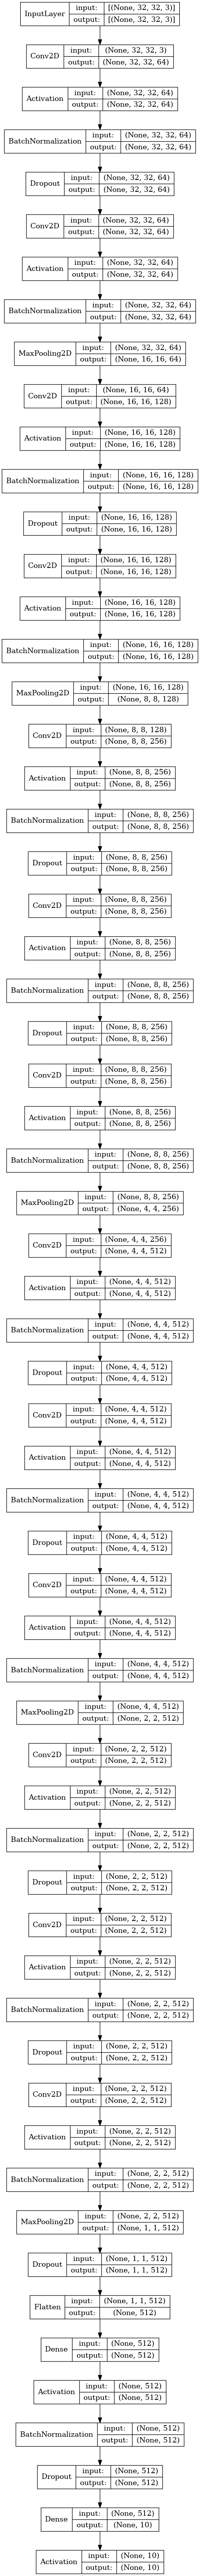 InputLayer input: [(None, 32, 32, 3)]
output: [(None, 32, 32, 3)]
Conv2D input: (None, 32, 32, 3)
output: (None, 32, 32, 64)
Activation input: (None, 32, 32, 64)
output: (None, 32, 32, 64)
BatchNormalization input: (None, 32, 32, 64)
output: (None, 32, 32, 64)
Dropout input: (None, 32, 32, 64)
output: (None, 32, 32, 64)
Conv2D input: (None, 32, 32, 64)
output: (None, 32, 32, 64)
Activation input: (None, 32, 32, 64)
output: (None, 32, 32, 64)
BatchNormalization input: (None, 32, 32, 64)
output: (None, 32, 32, 64)
MaxPooling2D input: (None, 32, 32, 64)
output: (None, 16, 16, 64)
Conv2D input: (None, 16, 16, 64)
output: (None, 16, 16, 128)
Activation input: (None, 16, 16, 128)
output: (None, 16, 16, 128)
BatchNormalization input: (None, 16, 16, 128)
output: (None, 16, 16, 128)
Dropout input: (None, 16, 16, 128)
output: (None, 16, 16, 128)
Conv2D input: (None, 16, 16, 128)
output: (None, 16, 16, 128)
Activation input: (None, 16, 16, 128)
output: (None, 16, 16, 128)
BatchNormalization input: (None, 16, 16, 128)
output: (None, 16, 16, 128)
MaxPooling2D input: (None, 16, 16, 128)
output: (None, 8, 8, 128)
Conv2D input: (None, 8, 8, 128)
output: (None, 8, 8, 256)
Activation input: (None, 8, 8, 256)
output: (None, 8, 8, 256)
BatchNormalization input: (None, 8, 8, 256)
output: (None, 8, 8, 256)
Dropout input: (None, 8, 8, 256)
output: (None, 8, 8, 256)
Conv2D input: (None, 8, 8, 256)
output: (None, 8, 8, 256)
Activation input: (None, 8, 8, 256)
output: (None, 8, 8, 256)
BatchNormalization input: (None, 8, 8, 256)
output: (None, 8, 8, 256)
Dropout input: (None, 8, 8, 256)
output: (None, 8, 8, 256)
Conv2D input: (None, 8, 8, 256)
output: (None, 8, 8, 256)
Activation input: (None, 8, 8, 256)
output: (None, 8, 8, 256)
BatchNormalization input: (None, 8, 8, 256)
output: (None, 8, 8, 256)
MaxPooling2D input: (None, 8, 8, 256)
output: (None, 4, 4, 256)
Conv2D input: (None, 4, 4, 256)
output: (None, 4, 4, 512)
Activation input: (None, 4, 4, 512)
output: (None, 4, 4, 512)
BatchNormalization input: (None, 4, 4, 512)
output: (None, 4, 4, 512)
Dropout input: (None, 4, 4, 512)
output: (None, 4, 4, 512)
Conv2D input: (None, 4, 4, 512)
output: (None, 4, 4, 512)
Activation input: (None, 4, 4, 512)
output: (None, 4, 4, 512)
BatchNormalization input: (None, 4, 4, 512)
output: (None, 4, 4, 512)
Dropout input: (None, 4, 4, 512)
output: (None, 4, 4, 512)
Conv2D input: (None, 4, 4, 512)
output: (None, 4, 4, 512)
Activation input: (None, 4, 4, 512)
output: (None, 4, 4, 512)
BatchNormalization input: (None, 4, 4, 512)
output: (None, 4, 4, 512)
MaxPooling2D input: (None, 4, 4, 512)
output: (None, 2, 2, 512)
Conv2D input: (None, 2, 2, 512)
output: (None, 2, 2, 512)
Activation input: (None, 2, 2, 512)
output: (None, 2, 2, 512)
BatchNormalization input: (None, 2, 2, 512)
output: (None, 2, 2, 512)
Dropout input: (None, 2, 2, 512)
output: (None, 2, 2, 512)
Conv2D input: (None, 2, 2, 512)
output: (None, 2, 2, 512)
Activation input: (None, 2, 2, 512)
output: (None, 2, 2, 512)
BatchNormalization input: (None, 2, 2, 512)
output: (None, 2, 2, 512)
Dropout input: (None, 2, 2, 512)
output: (None, 2, 2, 512)
Conv2D input: (None, 2, 2, 512)
output: (None, 2, 2, 512)
Activation input: (None, 2, 2, 512)
output: (None, 2, 2, 512)
BatchNormalization input: (None, 2, 2, 512)
output: (None, 2, 2, 512)
MaxPooling2D input: (None, 2, 2, 512)
output: (None, 1, 1, 512)
Dropout input: (None, 1, 1, 512)
output: (None, 1, 1, 512)
Flatten input: (None, 1, 1, 512)
output: (None, 512)
Dense input: (None, 512)
output: (None, 512)
Activation input: (None, 512)
output: (None, 512)
BatchNormalization input: (None, 512)
output: (None, 512)
Dropout input: (None, 512)
output: (None, 512)
Dense input: (None, 512)
output: (None, 10)
Activation input: (None, 10)
output: (None, 10)